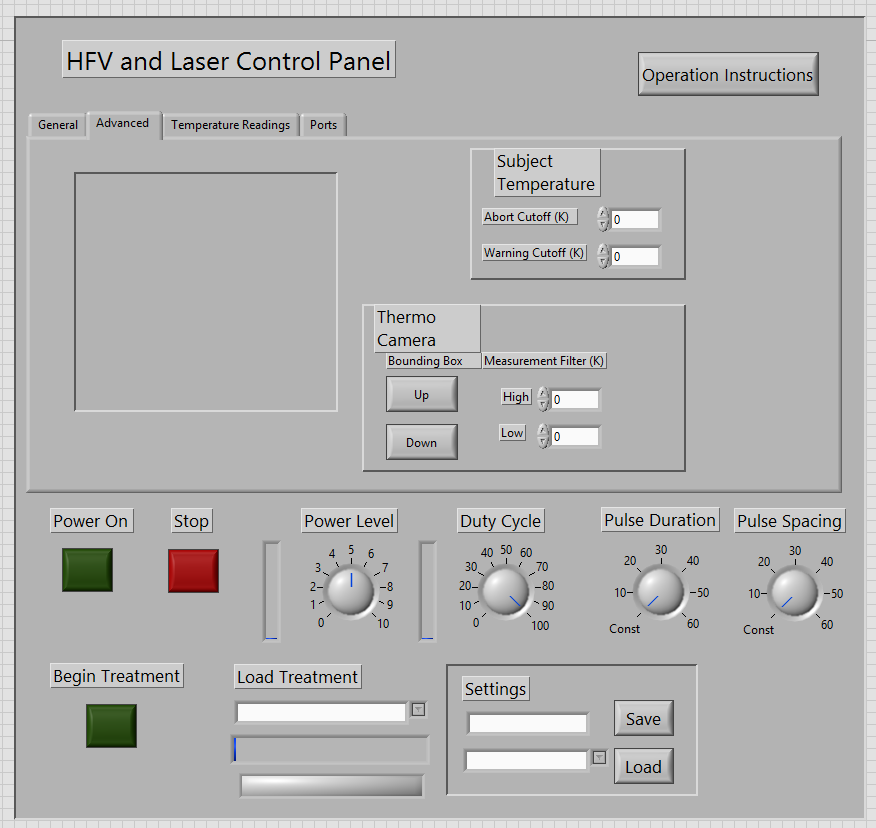 HFV and Laser Control Panel
Operation Instructions
General
Advanced
Temperature Readings
Ports
Subject
Temperature
Abort Cutoff (K)
0
Warning Cutoff (K)
0
Thermo
Camera
Bounding Box
Measurement Filter (K)
Up
High
0
Down
Low
0
Power On
Stop
Power Level
0
1
2
3
4
5
6
7
8
9
10
Duty Cycle
0
10
20
30
40
50
60
70
80
90
100
Pulse Duration
Const
10
20
30
40
50
60
Pulse Spacing
Const
10
20
30
40
50
60
Begin Treatment
Load Treatment
Settings
Save
Load